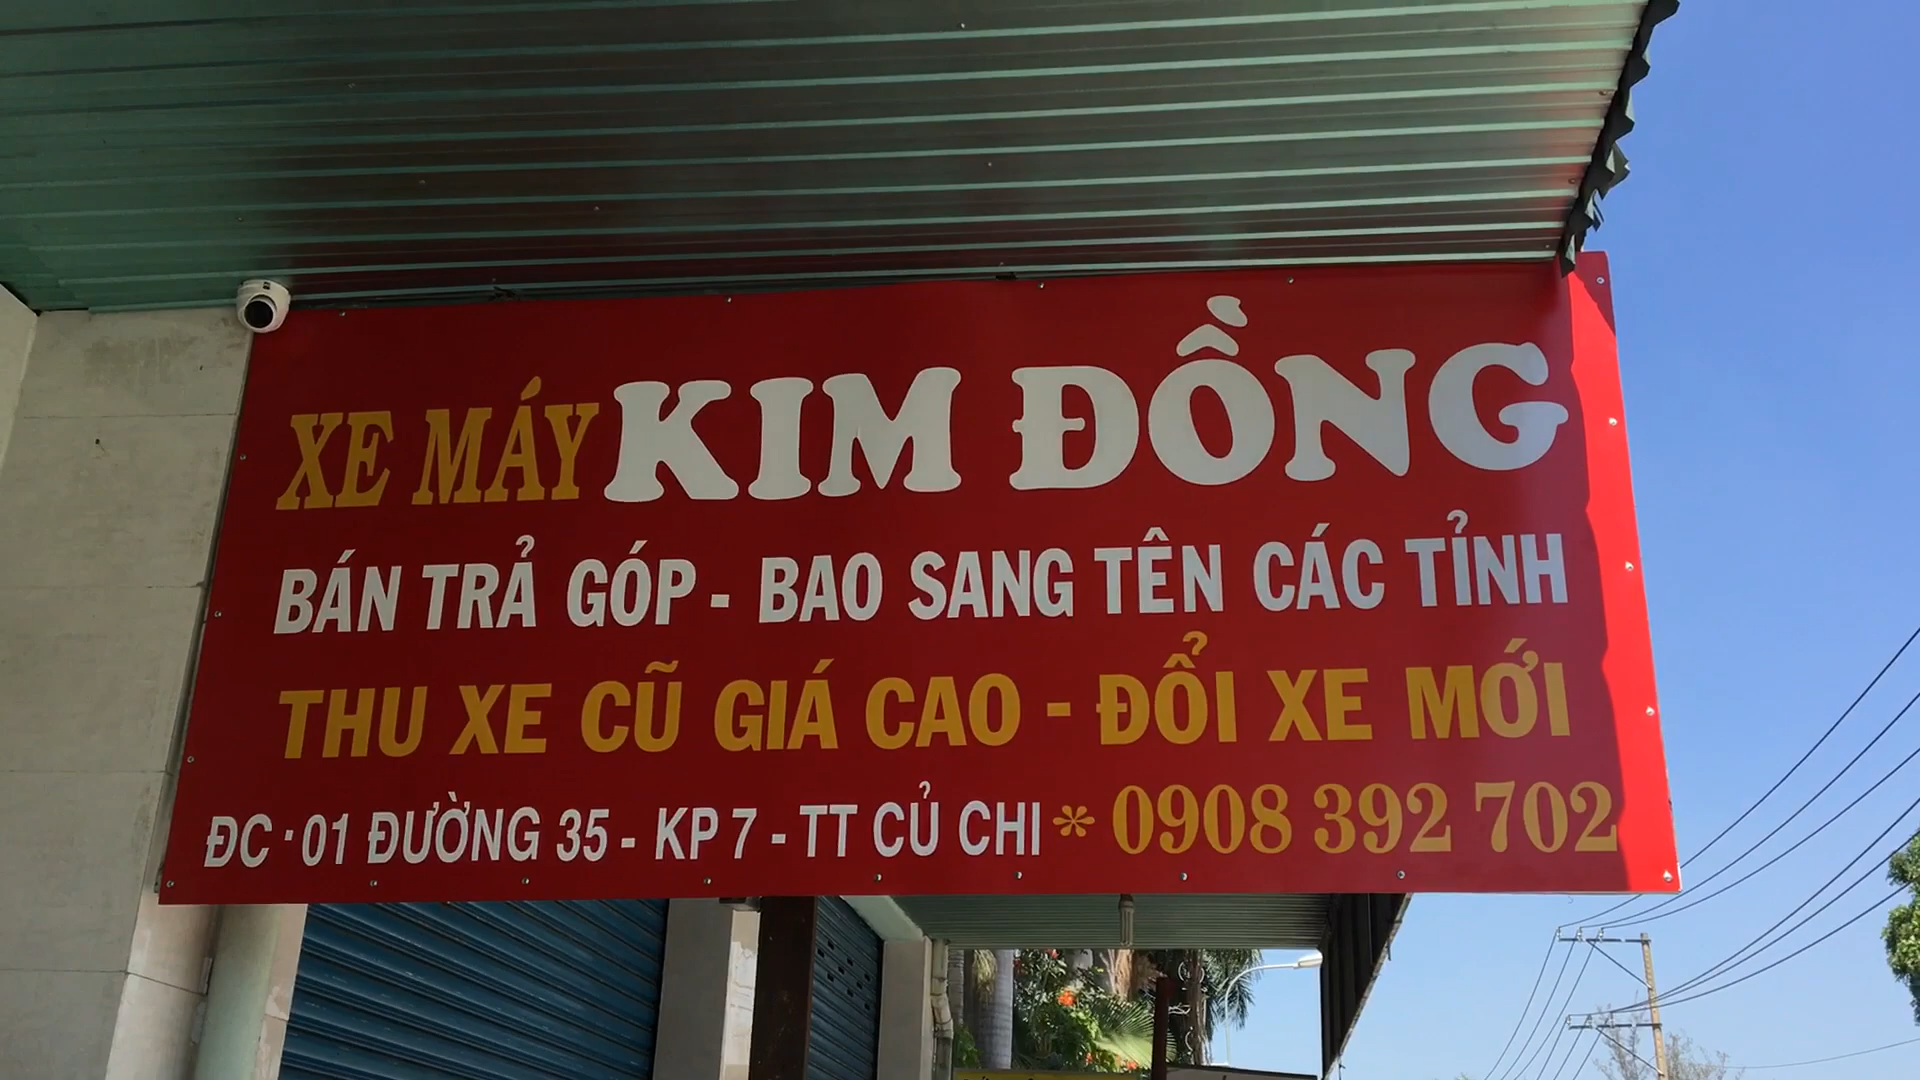 XE MÁY KIM ĐỒNG
BÁN TRẢ GÓP - BAO SANG TÊN CÁC TỈNH
THU XE CŨ GIÁ CAO - ĐỔI XE MỚI
ĐC : 01 ĐƯỜNG 35 - KP 7 - TT CỦ CHI * 0908 392 702